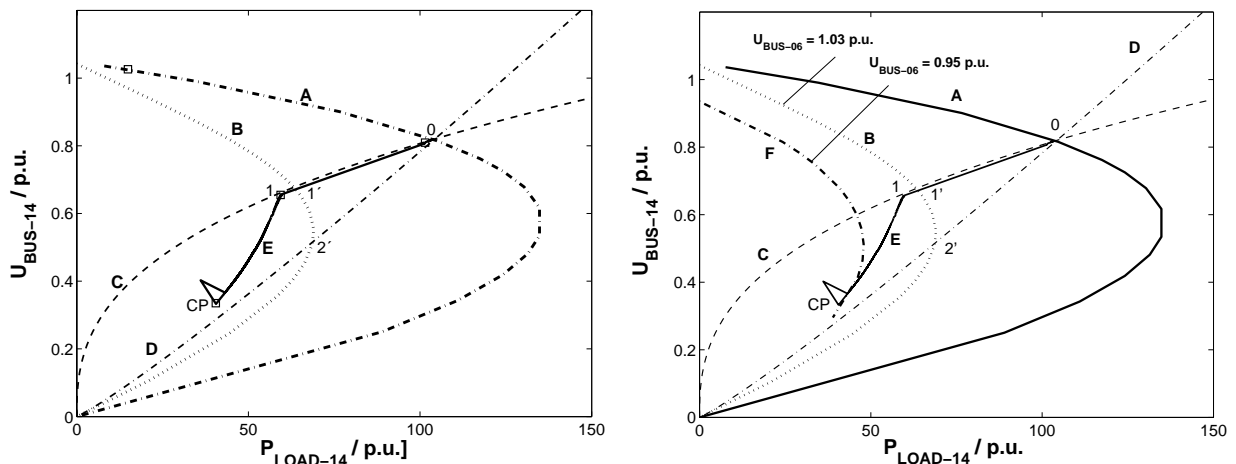 1
0.8
0.6
0.4
0.2
0
0
50
100
150
U_BUS−14 / p.u.
P_LOAD−14 / p.u.]
A
B
0
1
1´
E
2´
C
CP
D
1
0.8
0.6
0.4
0.2
0
0
50
100
150
U_BUS−14 / p.u.
P_LOAD−14 / p.u.
U_BUS−06 = 1.03 p.u.
U_BUS−06 = 0.95 p.u.
D
A
0
B
F
1
1'
E
2'
C
CP